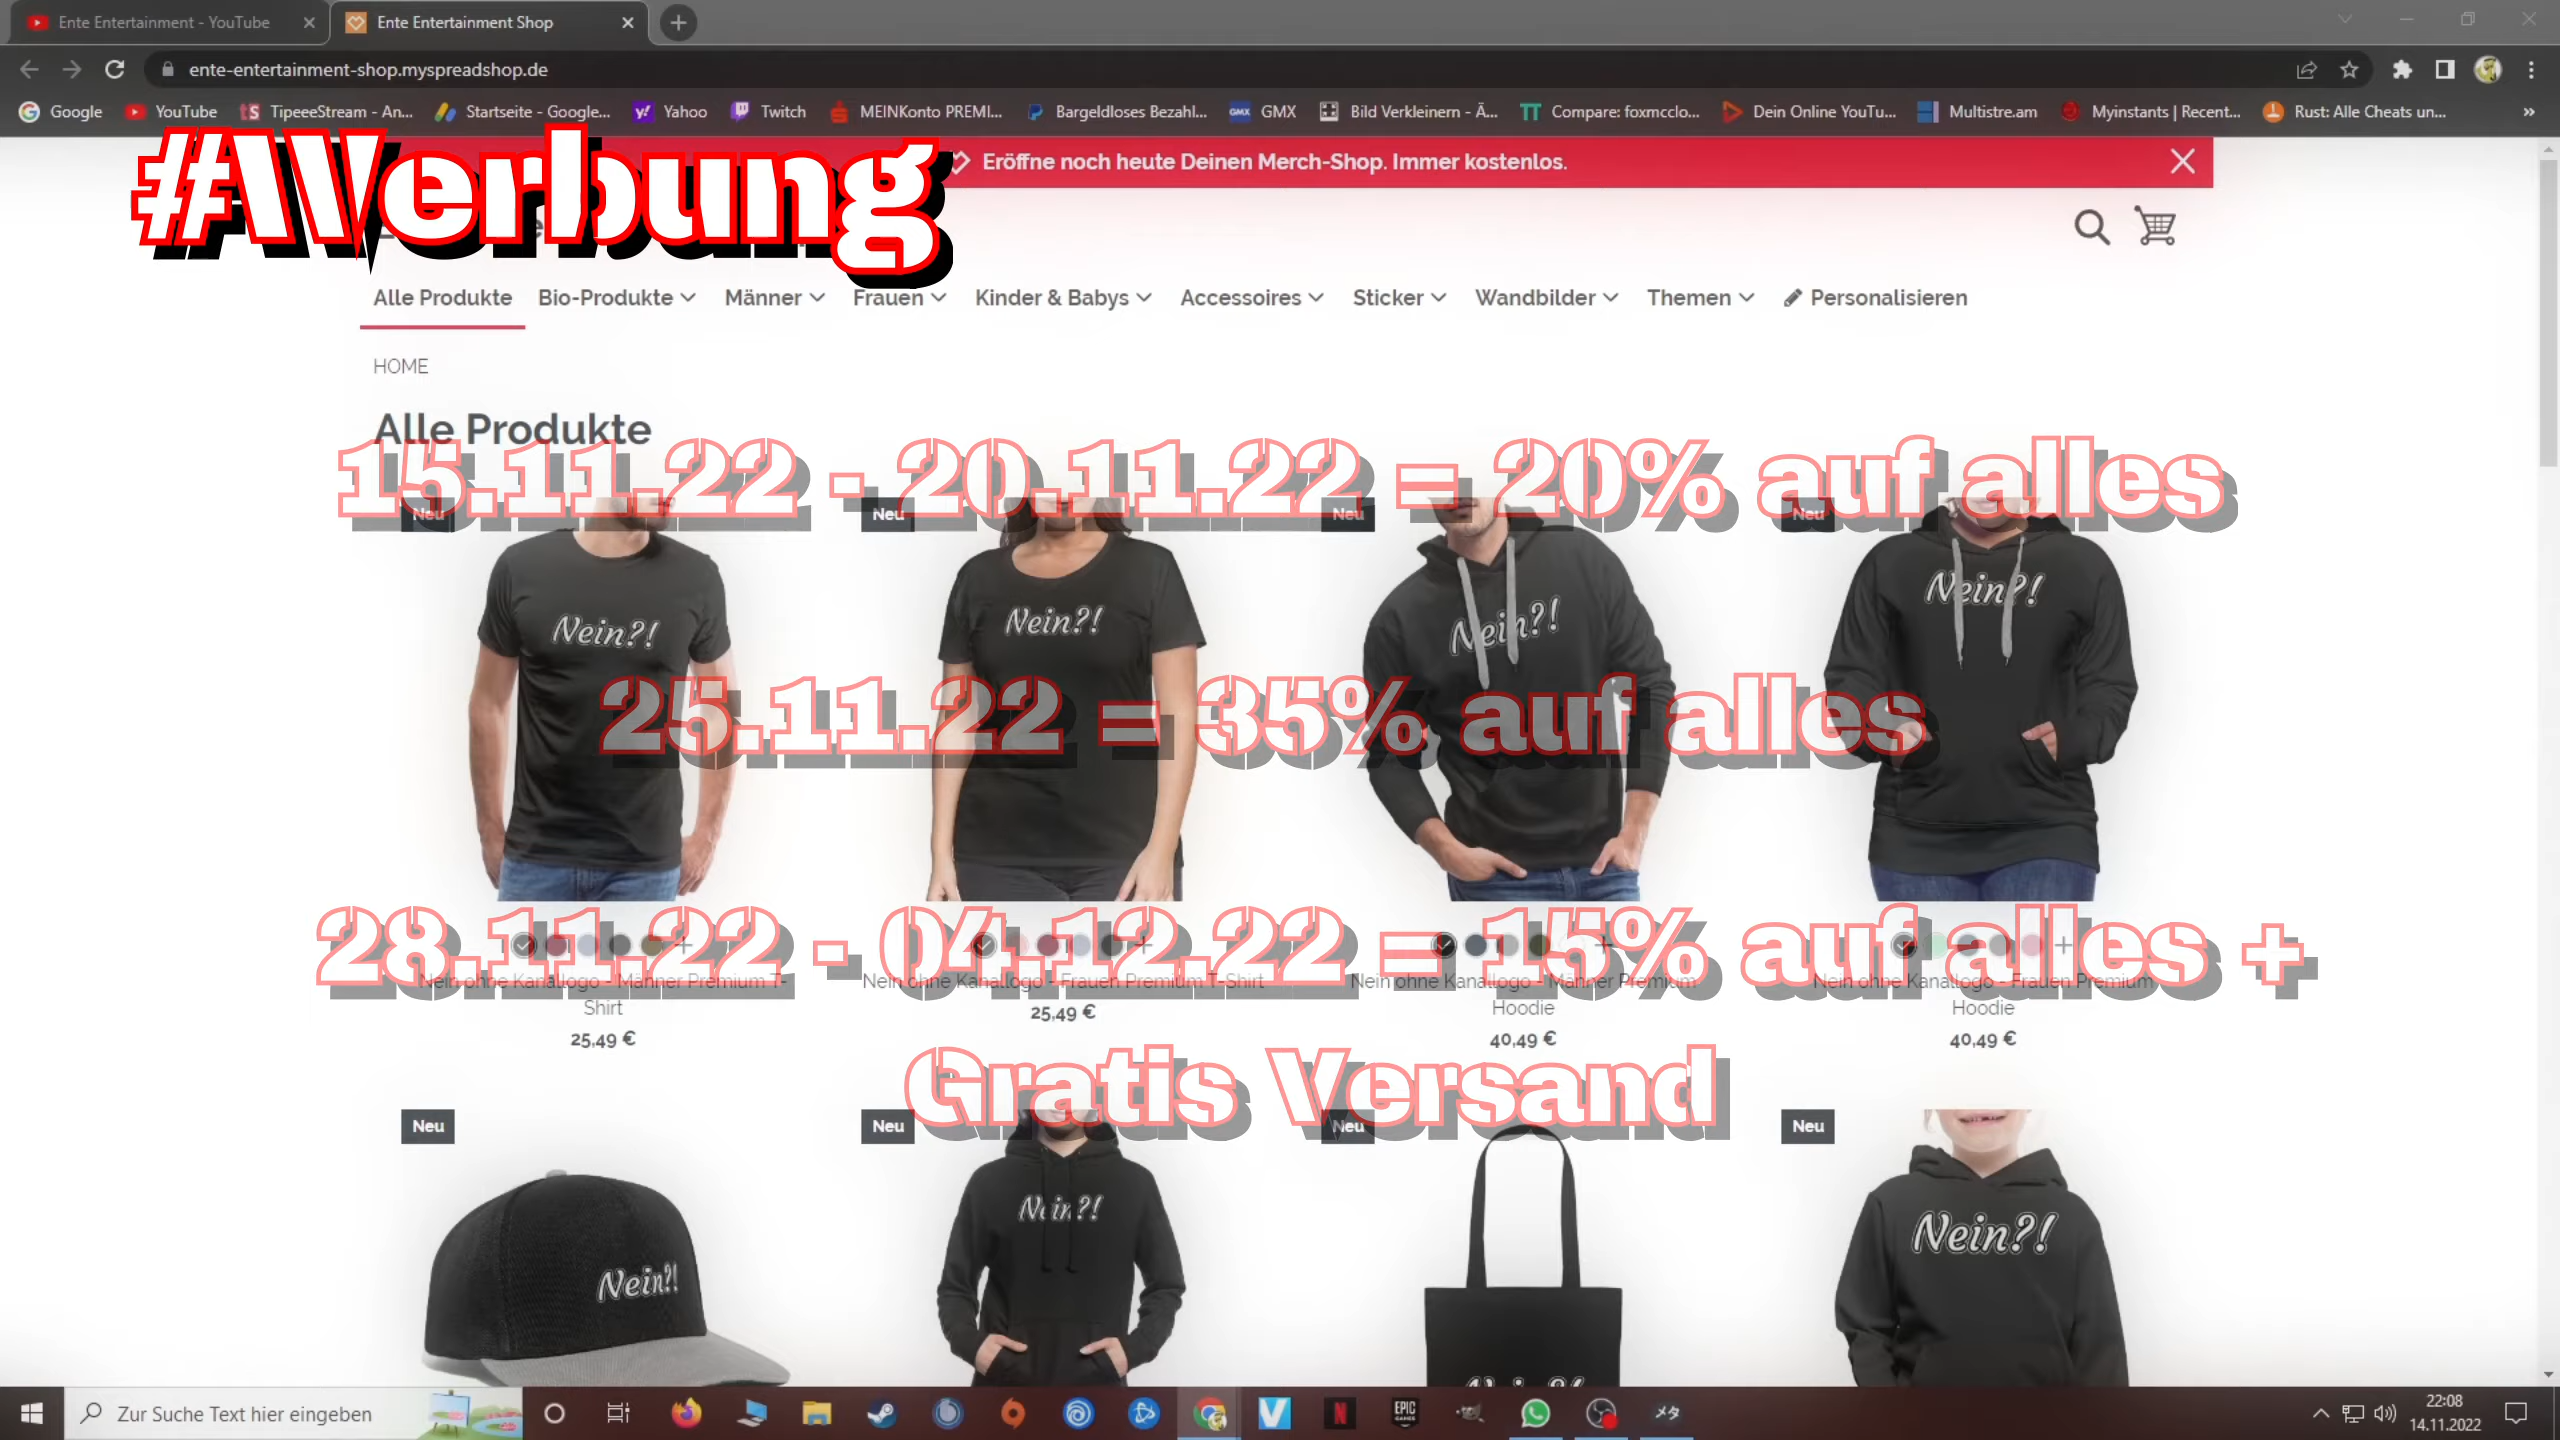 Ente Entertainment - YouTube
Ente Entertainment Shop
ente-entertainment-shop.myspreadshop.de
Google
YouTube
TipeeeStream - An...
Startseite - Google...
Yahoo
Twitch
MEINKonto PREMI...
Bargeldloses Bezahl...
GMX
Bild Verkleinern - Ä...
Compare: foxmcclo...
Dein Online YouTu...
Multistre.am
Myinstants | Recent...
Rust: Alle Cheats un...
»
#Werbung
Eröffne noch heute Deinen Merch-Shop. Immer kostenlos.
Alle Produkte
Bio-Produkte
Männer
Frauen
Kinder & Babys
Accessoires
Sticker
Wandbilder
Themen
Personalisieren
HOME
Alle Produkte
15.11.22 - 20.11.22 = 20% auf alles
Neu
Neu
Neu
Neu
Nein?!
Nein?!
Nein?!
Nein?!
25.11.22 = 35% auf alles
28.11.22 - 04.12.22 = 15% auf alles +
Gratis Versand
Nein ohne Kanallogo - Männer Premium T-
Shirt
25,49 €
Nein ohne Kanallogo - Frauen Premium T-Shirt
25,49 €
Nein ohne Kanallogo - Männer Premium
Hoodie
40,49 €
Nein ohne Kanallogo - Frauen Premium
Hoodie
40,49 €
Neu
Neu
Neu
Neu
Nein?!
Nein?!
Nein?!
Zur Suche Text hier eingeben
EPIC
GAMES
メタ
22:08
14.11.2022